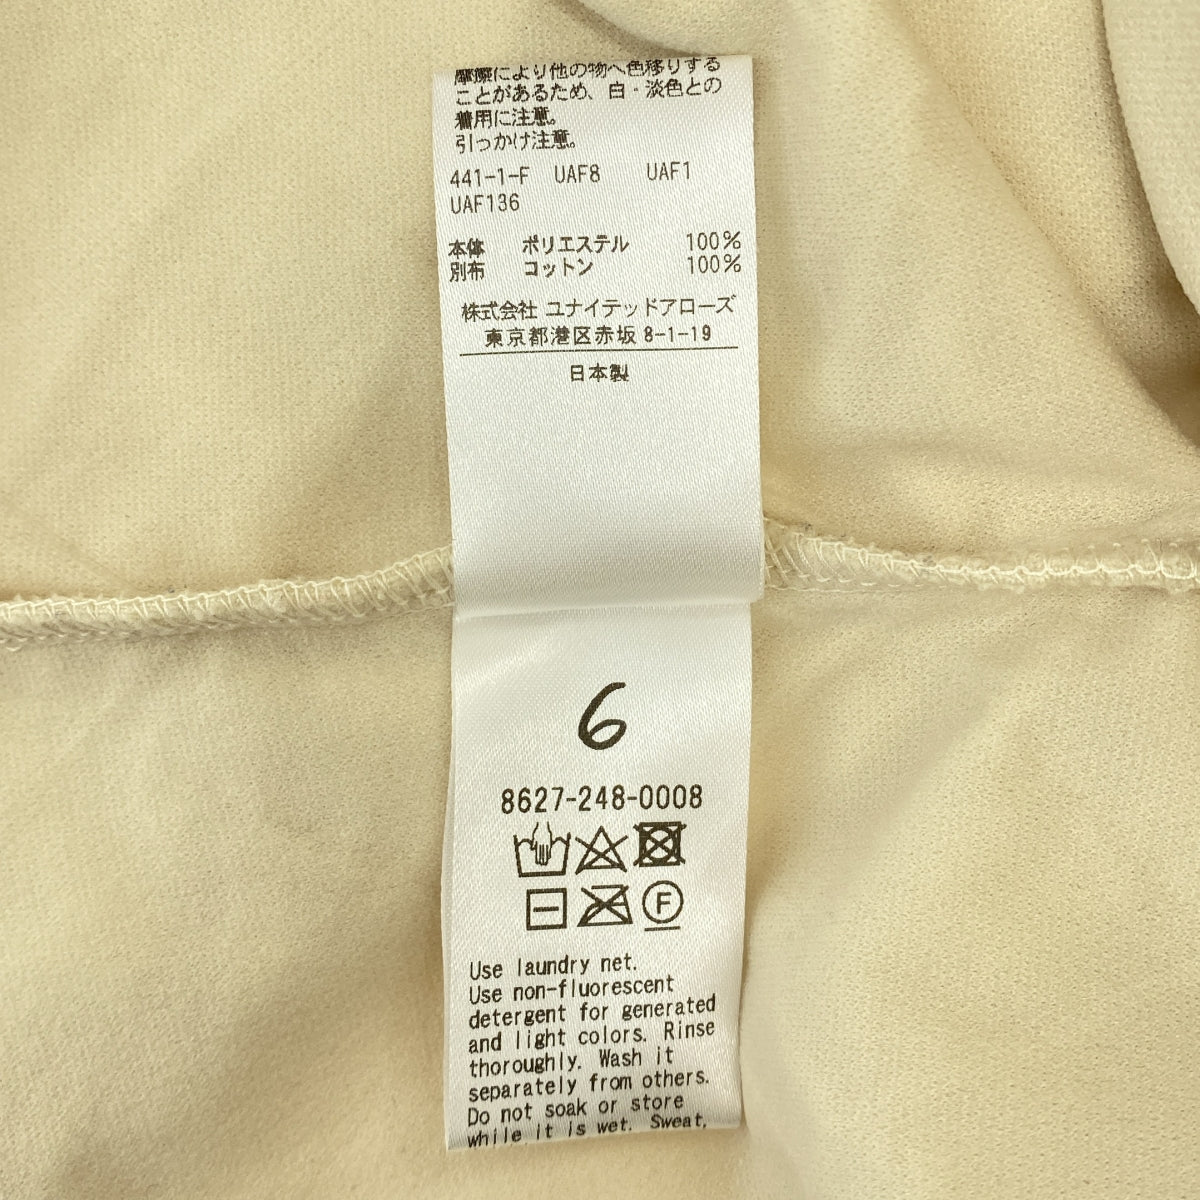 摩擦により他の物へ色移りする
ことがあるため、白・淡色との
着用に注意。
引っかけ注意。
441-1-F UAF8 UAF1
UAF136
本体 ポリエステル 100%
別布 コットン 100%
株式会社 ユナイテッドアローズ
東京都港区赤坂 8-1-19
日本製
6
8627-248-0008
F
Use laundry net.
Use non-fluorescent
detergent for generated
and light colors. Rinse
thoroughly. Wash it
separately from others.
Do not soak or store
while it is wet. Sweat,